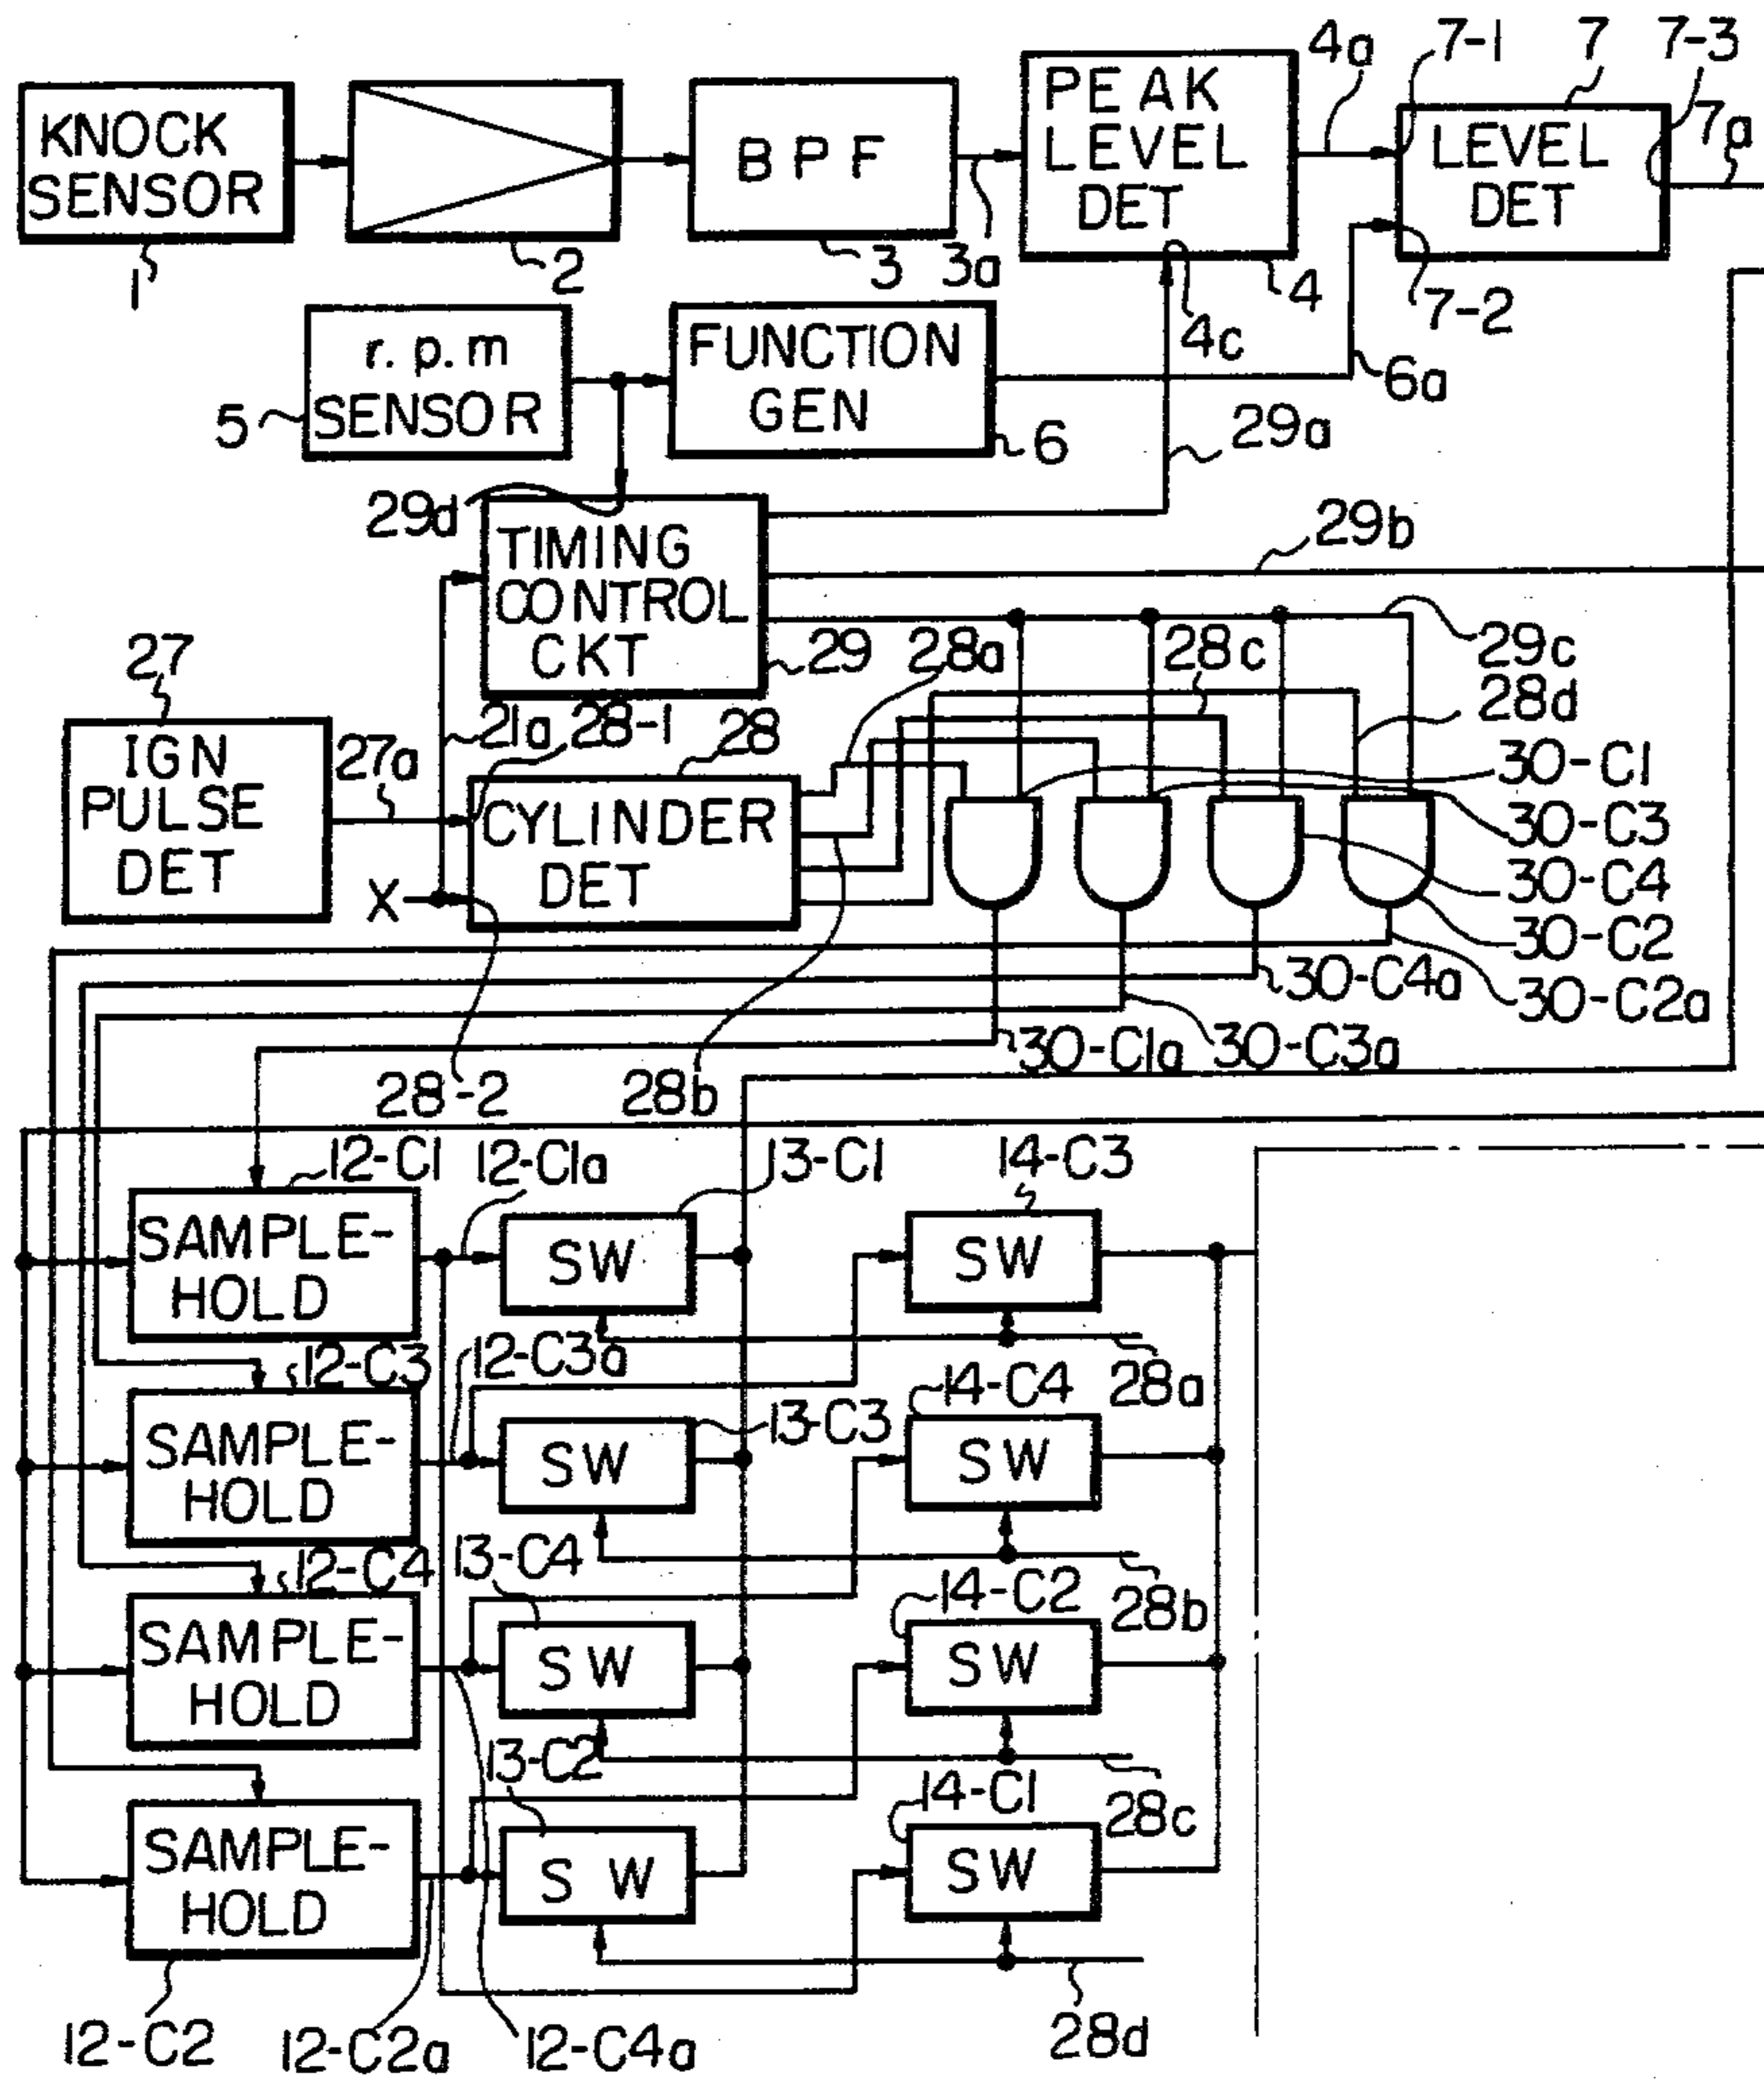 4a
7-1
7
7-3
7a
KNOCK
SENSOR
1
2
BPF
3
3a
PEAK
LEVEL
DET
4
4c
LEVEL
DET
7-2
r.p.m
SENSOR
5
FUNCTION
GEN
6
6a
29a
29d
TIMING
CONTROL
CKT
29
29b
29c
28a
28c
28d
27
IGN
PULSE
DET
27a
21a
28-1
28
CYLINDER
DET
X
30-C1
30-C3
30-C4
30-C2
30-C4a
30-C2a
30-C1a
30-C3a
28-2
28b
12-C1
12-C1a
13-C1
14-C3
SAMPLE-
HOLD
SW
SW
28a
12-C3
12-C3a
13-C3
14-C4
SAMPLE-
HOLD
SW
SW
28b
12-C4
13-C4
14-C2
SAMPLE-
HOLD
SW
SW
28c
13-C2
14-C1
SAMPLE-
HOLD
SW
SW
28d
12-C2
12-C2a
12-C4a